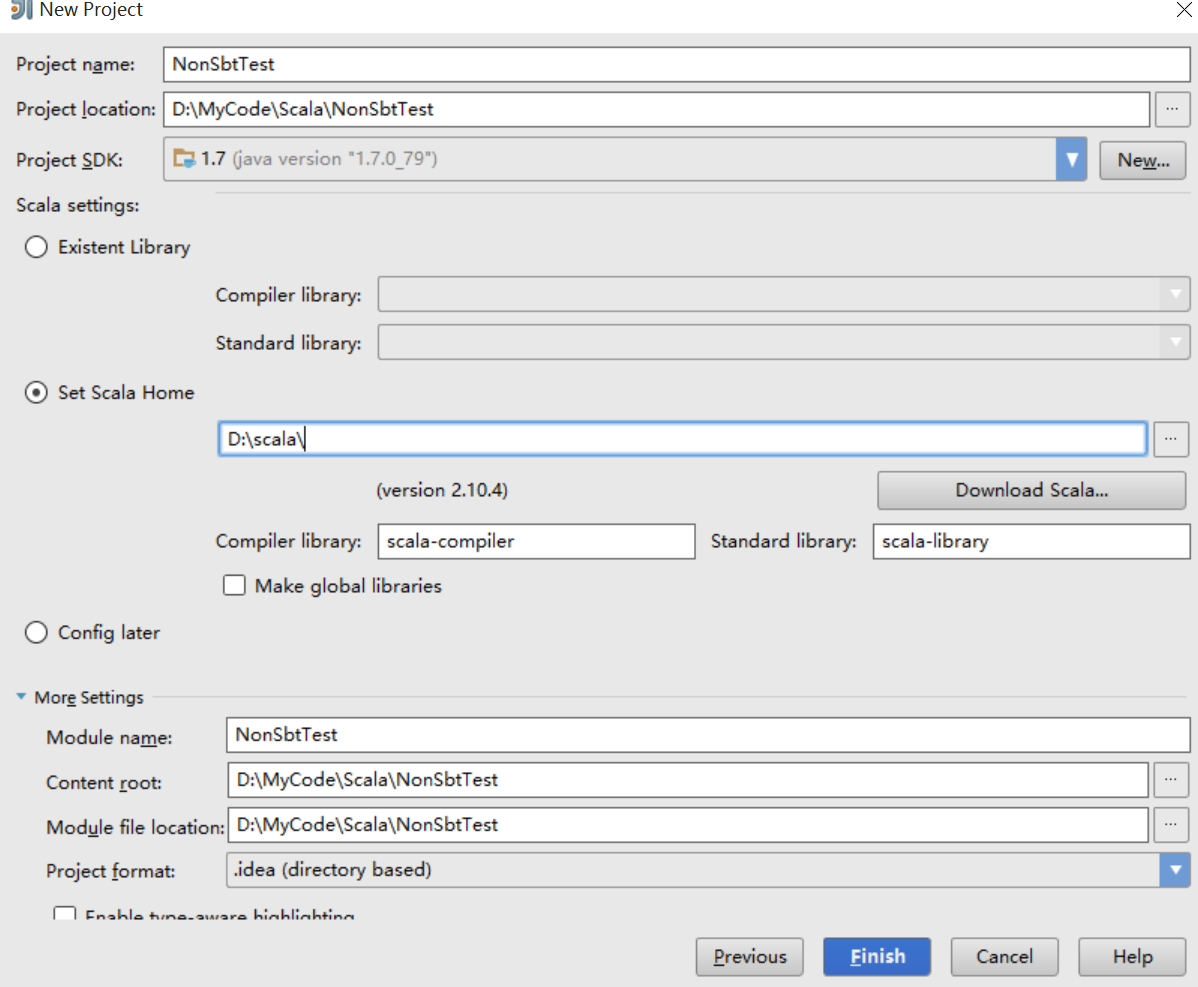 New Project
Project name: NonSbtTest
Project location: D:\MyCode\Scala\NonSbtTest ...
Project SDK: 1.7 (java version "1.7.0_79") New...
Scala settings:
Existent Library
Compiler library:
Standard library:
Set Scala Home
D:\scala\ ...
(version 2.10.4) Download Scala...
Compiler library: scala-compiler Standard library: scala-library
Make global libraries
Config later
More Settings
Module name: NonSbtTest
Content root: D:\MyCode\Scala\NonSbtTest ...
Module file location: D:\MyCode\Scala\NonSbtTest ...
Project format: .idea (directory based)
Enable type-aware highlighting
Previous Finish Cancel Help